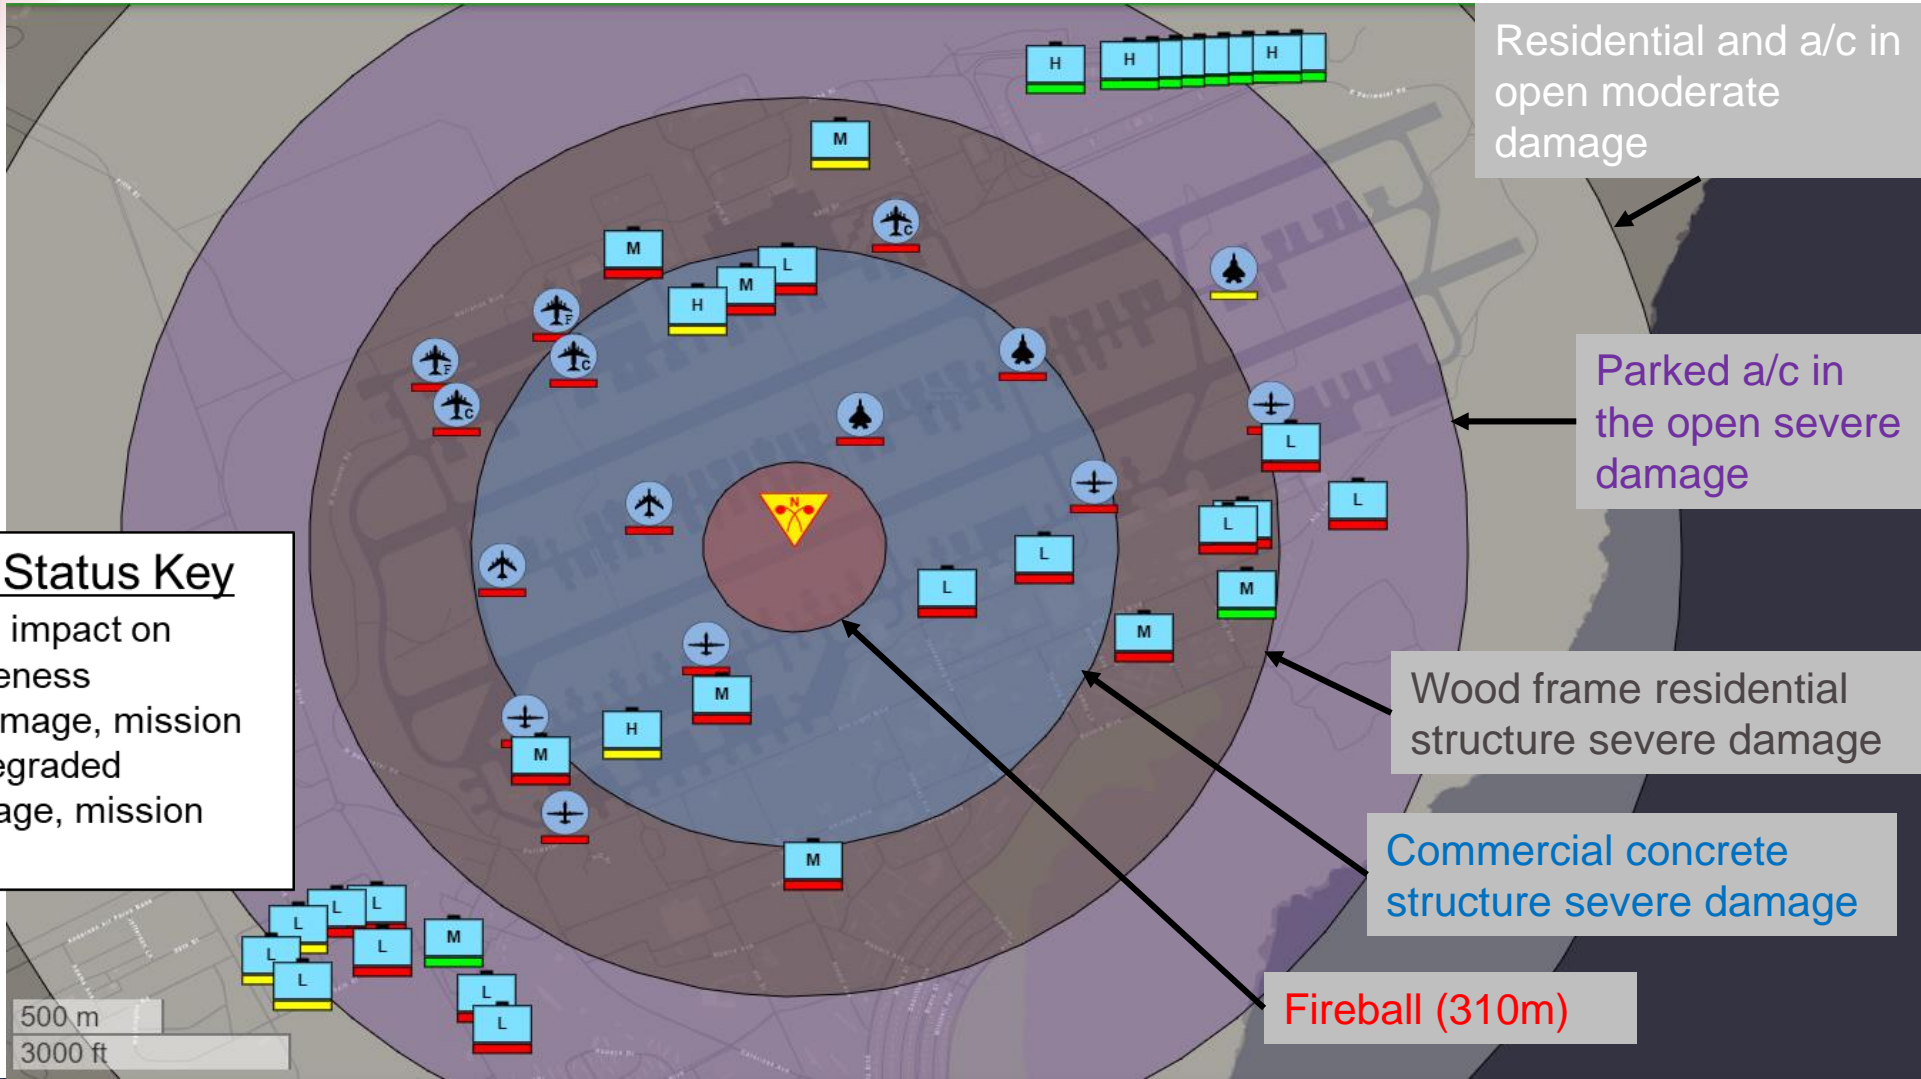 Residential and a/c in
open moderate
damage
H
H
H
M
M
L
M
H
C
F
C
F
C
Parked a/c in
the open severe
damage
L
L
L
M
M
L
L
N
Status Key
impact on
eness
mage, mission
egraded
age, mission
M
H
M
M
Wood frame residential
structure severe damage
Commercial concrete
structure severe damage
Fireball (310m)
L
L
L
L
L
L
M
L
L
500 m
3000 ft